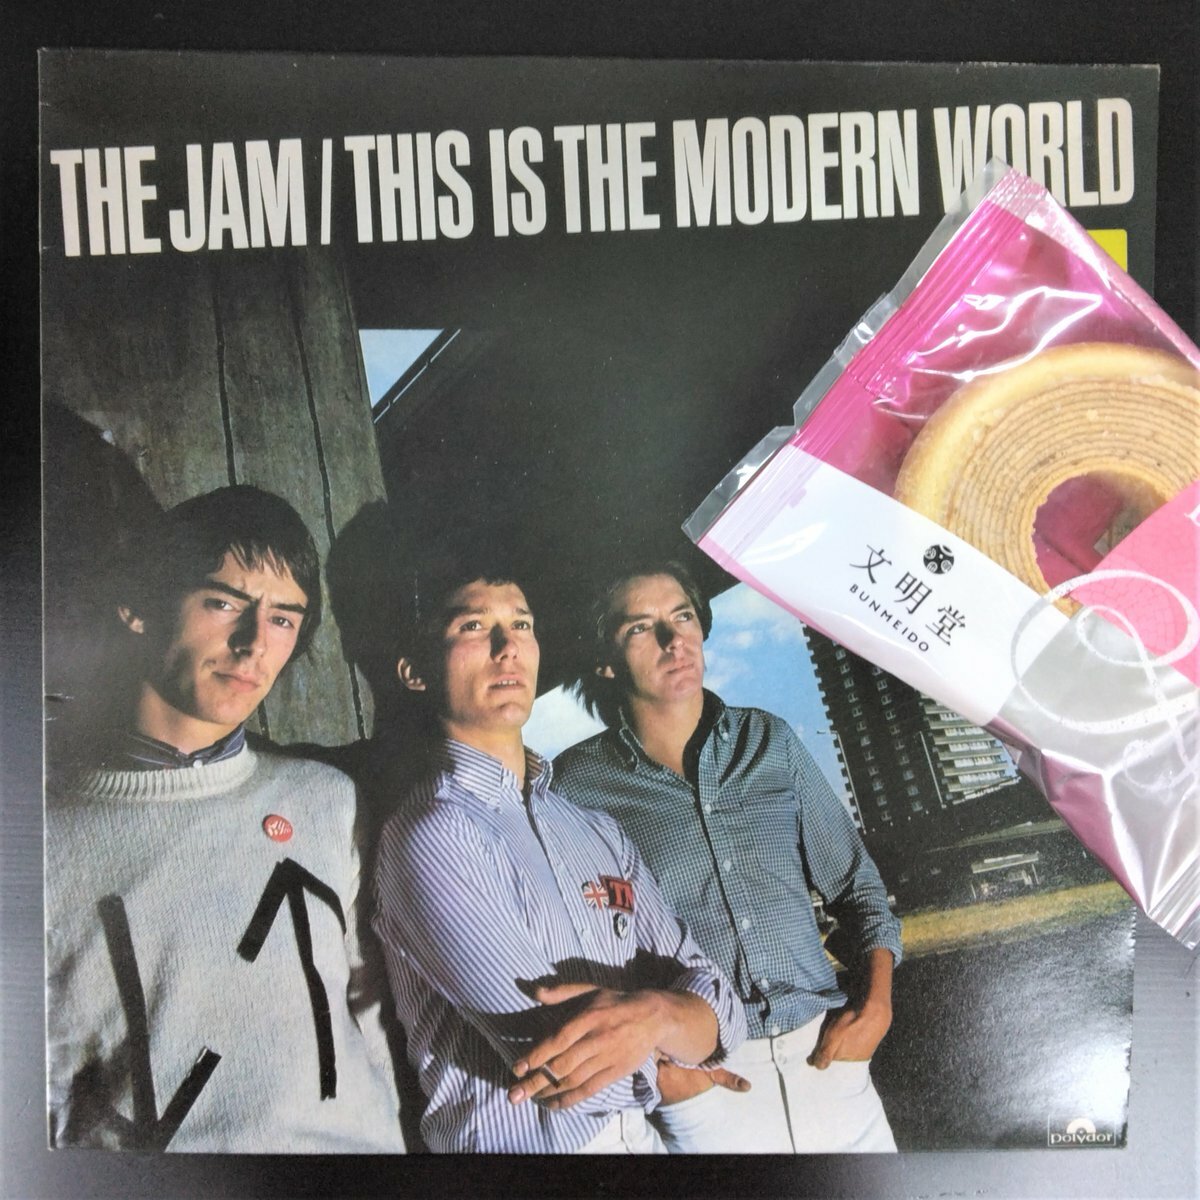 THE JAM / THIS IS THE MODERN WORLD
文明堂
BUNMEIDO
polydor